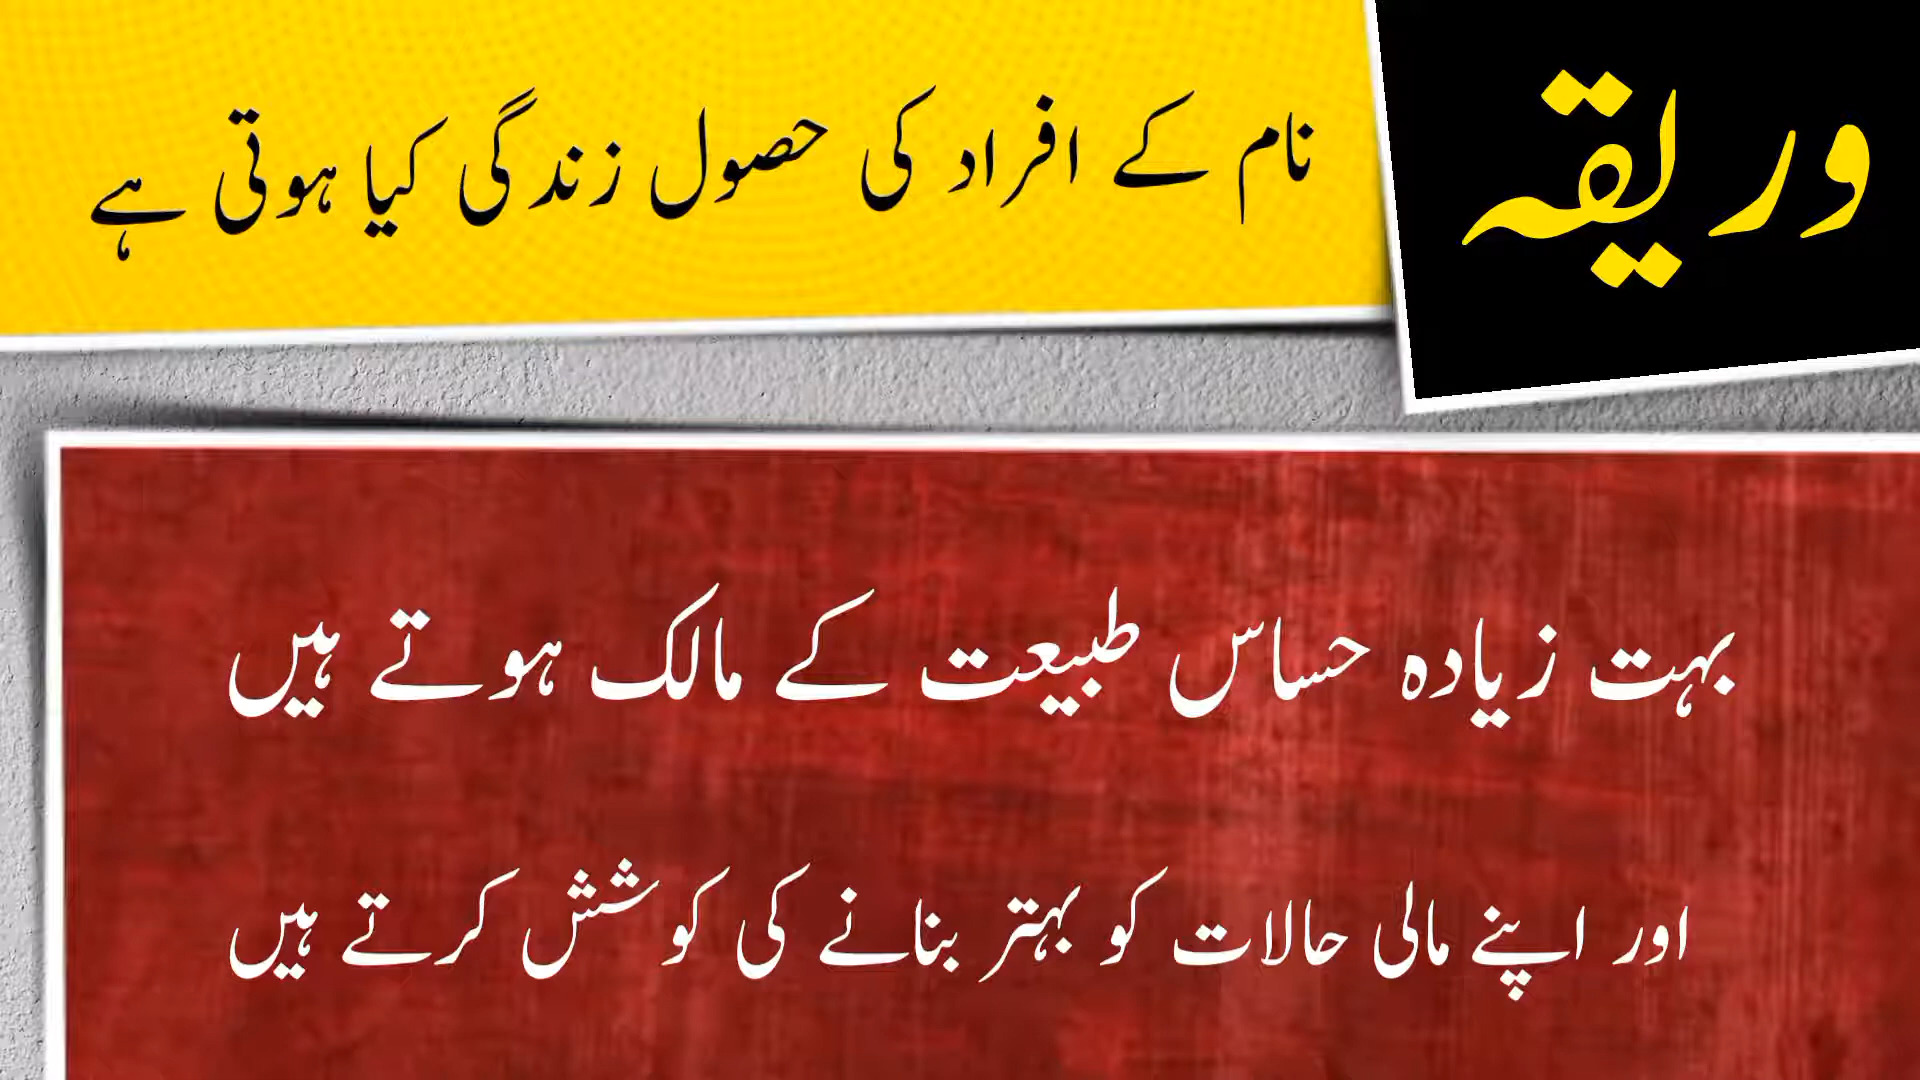 وریقہ
نام کے افراد کی حصول زندگی کیا ہوتی ہے
بہت زیادہ حساس طبیعت کے مالک ہوتے ہیں
اور اپنے مالی حالات کو بہتر بنانے کی کوشش کرتے ہیں